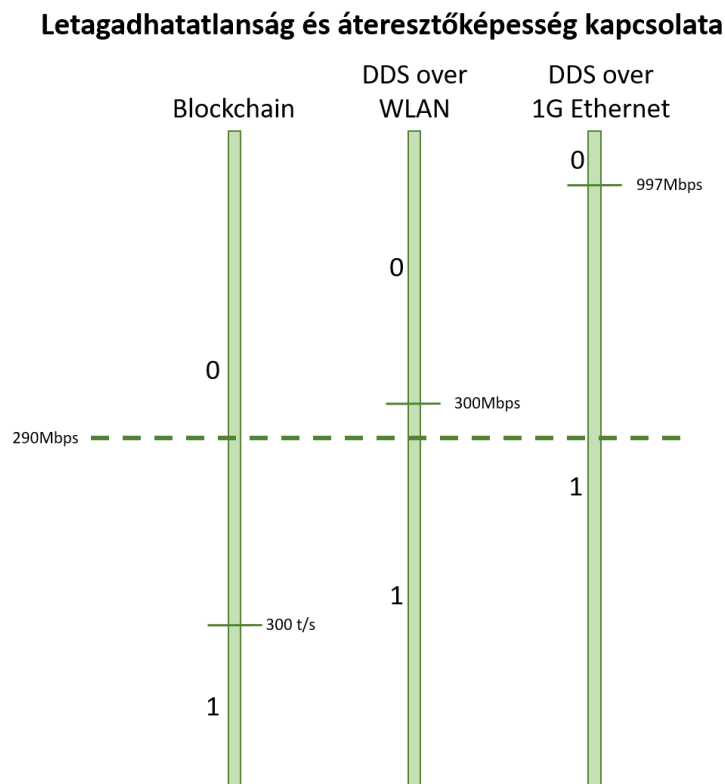 Letagadhatatlanság és áteresztőképesség kapcsolata
Blockchain
DDS over
WLAN
DDS over
1G Ethernet
0
997Mbps
0
0
300Mbps
290Mbps
1
1
300 t/s
1